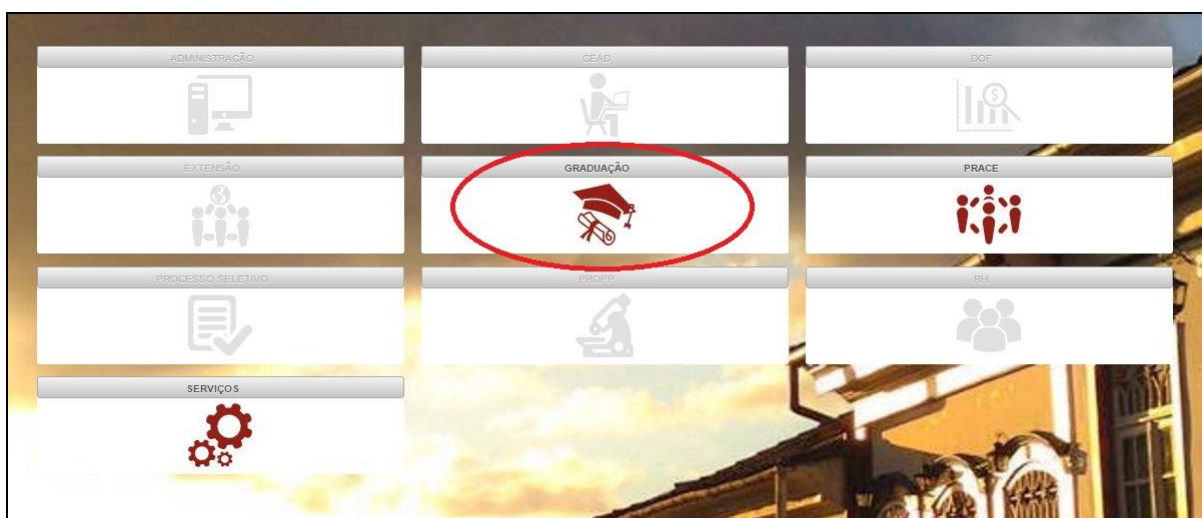 ADMINISTRAÇÃO
CEAD
DOF
EXTENSÃO
GRADUAÇÃO
PRACE
PROCESSO SELETIVO
PROPP
RH
SERVIÇOS